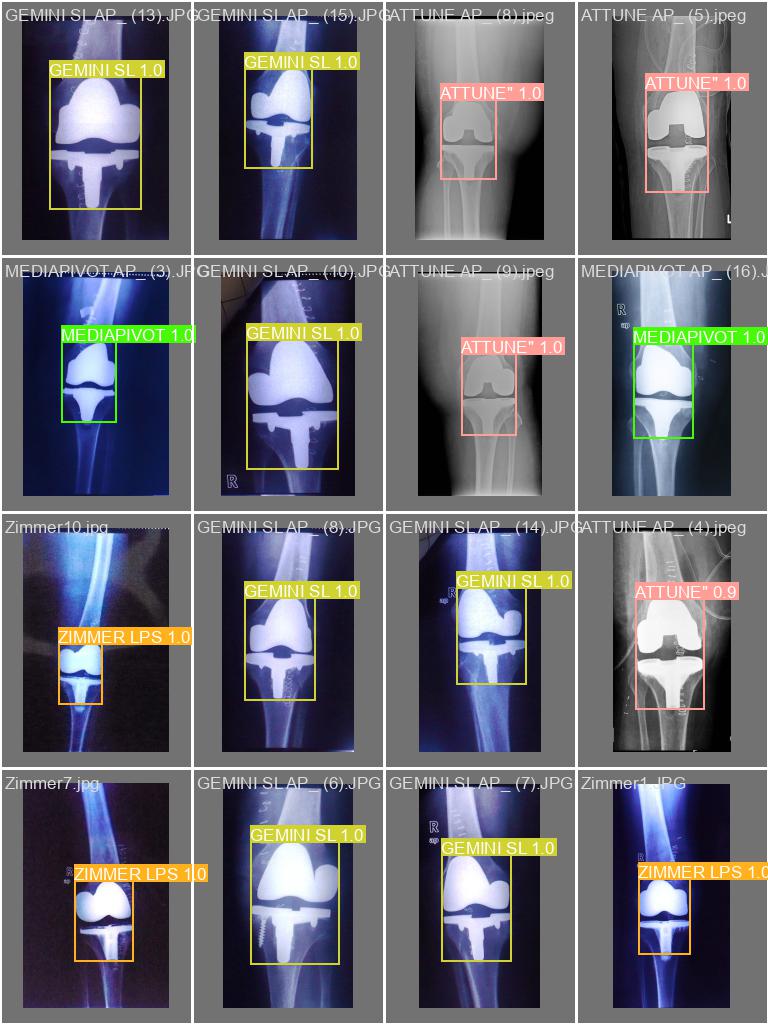 GEMINI SL AP_ (13).JPG
GEMINI SL AP_ (15).JPG
ATTUNE AP_ (8).jpeg
ATTUNE AP_ (5).jpeg
GEMINI SL 1.0
GEMINI SL 1.0
ATTUNE" 1.0
ATTUNE" 1.0
L
MEDIAPIVOT AP_ (3).JPG
GEMINI SL AP_ (10).JPG
ATTUNE AP_ (9).jpeg
MEDIAPIVOT AP_ (16).JPG
MEDIAPIVOT 1.0
GEMINI SL 1.0
ATTUNE" 1.0
R
ap
MEDIAPIVOT 1.0
R
Zimmer10.jpg
GEMINI SL AP_ (8).JPG
GEMINI SL AP_ (14).JPG
ATTUNE AP_ (4).jpeg
ZIMMER LPS 1.0
GEMINI SL 1.0
R
ap
GEMINI SL 1.0
ATTUNE" 0.9
Zimmer7.jpg
GEMINI SL AP_ (6).JPG
GEMINI SL AP_ (7).JPG
Zimmer1.JPG
R
ap
ZIMMER LPS 1.0
GEMINI SL 1.0
R
ap
GEMINI SL 1.0
R
ZIMMER LPS 1.0